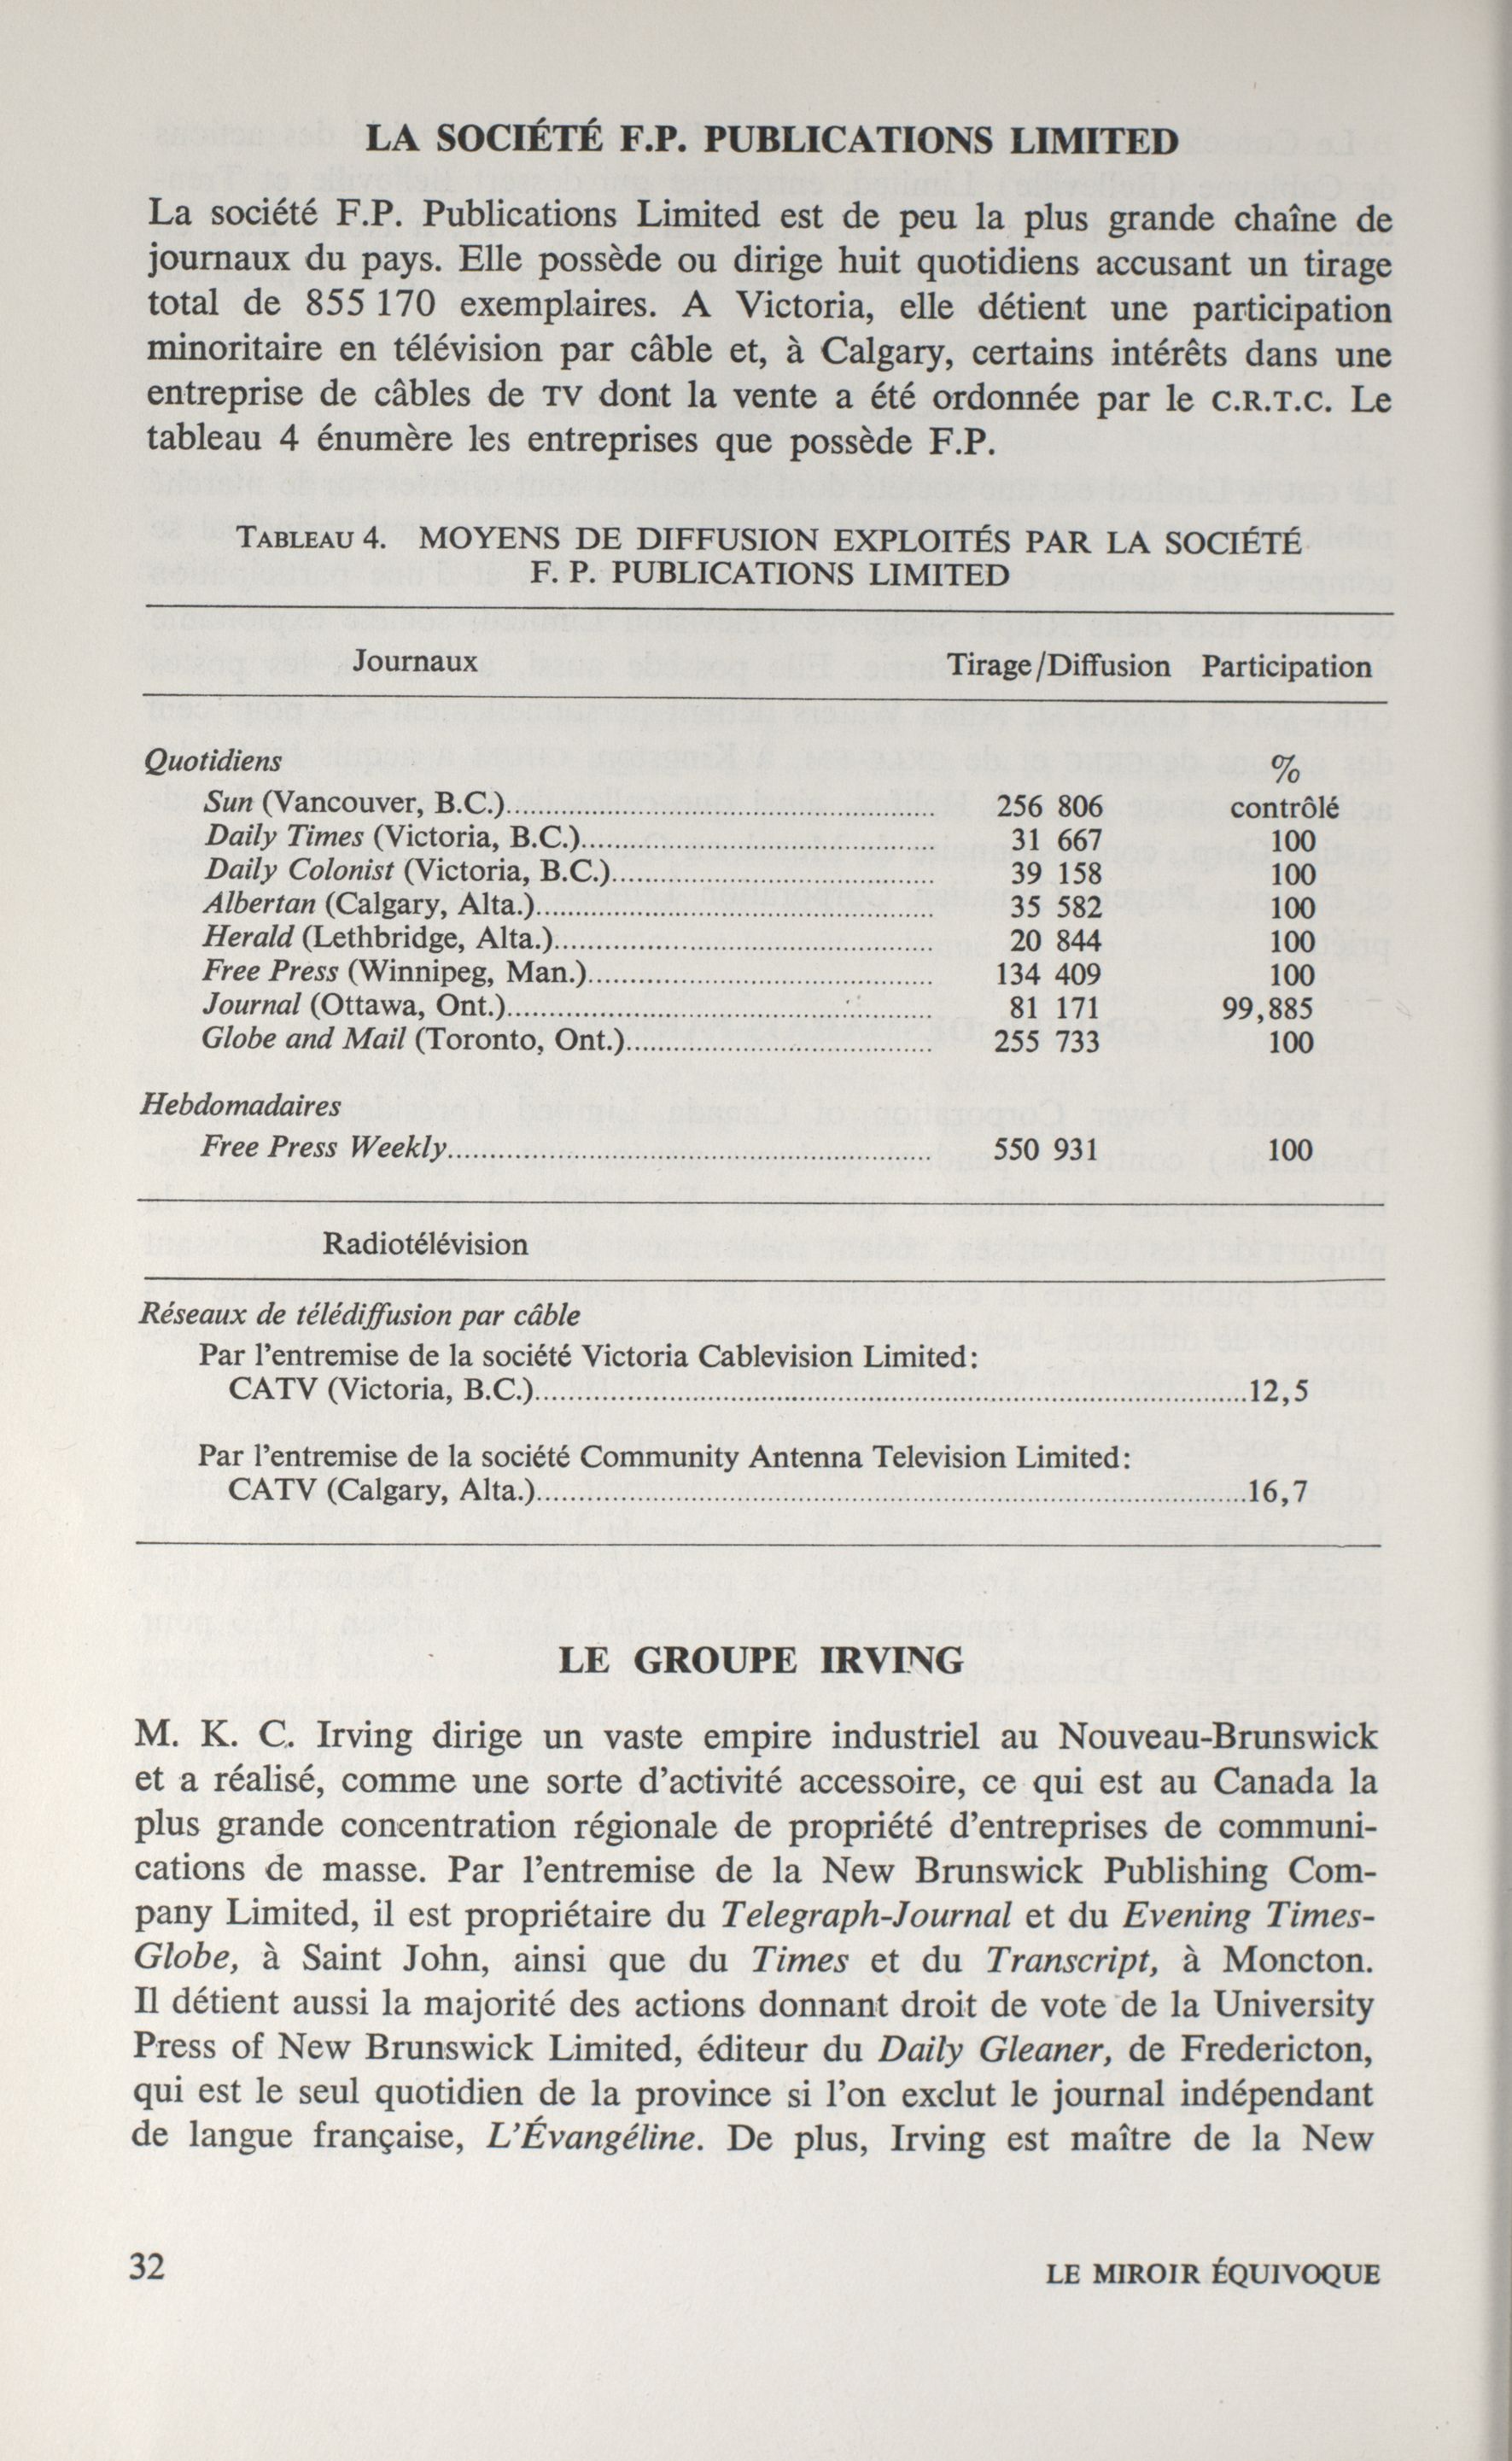 LA SOCIÉTÉ F.P. PUBLICATIONS LIMITED
La société F.P. Publications Limited est de peu la plus grande chaîne de
journaux du pays. Elle possède ou dirige huit quotidiens accusant un tirage
total de 855 170 exemplaires. A Victoria, elle détient une participation
minoritaire en télévision par câble et, à Calgary, certains intérêts dans une
entreprise de câbles de TV dont la vente a été ordonnée par le C.R.T.C. Le
tableau 4 énumère les entreprises que possède F.P.
TABLEAU 4. MOYENS DE DIFFUSION EXPLOITÉS PAR LA SOCIÉTÉ
F. P. PUBLICATIONS LIMITED
Journaux Tirage/Diffusion Participation
Quotidiens %
Sun (Vancouver, B.C.) 256 806 contrôlé
Daily Times (Victoria, B.C.) 31 667 100
Daily Colonist (Victoria, B.C.) 39 158 100
Albertan (Calgary, Alta.) 35 582 100
Herald (Lethbridge, Alta.) 20 844 100
Free Press (Winnipeg, Man.) 134 409 100
Journal (Ottawa, Ont.) 81 171 99,885
Globe and Mail (Toronto, Ont.) 255 733 100
Hebdomadaires
Free Press Weekly 550 931 100
Radiotélévision
Réseaux de télédiffusion par câble
Par l'entremise de la société Victoria Cablevision Limited:
CATV (Victoria, B.C.) 12,5
Par l'entremise de la société Community Antenna Television Limited:
CATV (Calgary, Alta.) 16,7
LE GROUPE IRVING
M. K. C. Irving dirige un vaste empire industriel au Nouveau-Brunswick
et a réalisé, comme une sorte d'activité accessoire, ce qui est au Canada la
plus grande concentration régionale de propriété d'entreprises de communi-
cations de masse. Par l'entremise de la New Brunswick Publishing Com-
pany Limited, il est propriétaire du Telegraph-Journal et du Evening Times-
Globe, à Saint John, ainsi que du Times et du Transcript, à Moncton.
Il détient aussi la majorité des actions donnant droit de vote de la University
Press of New Brunswick Limited, éditeur du Daily Gleaner, de Fredericton,
qui est le seul quotidien de la province si l'on exclut le journal indépendant
de langue française, L'Évangéline. De plus, Irving est maître de la New
32 LE MIROIR ÉQUIVOQUE